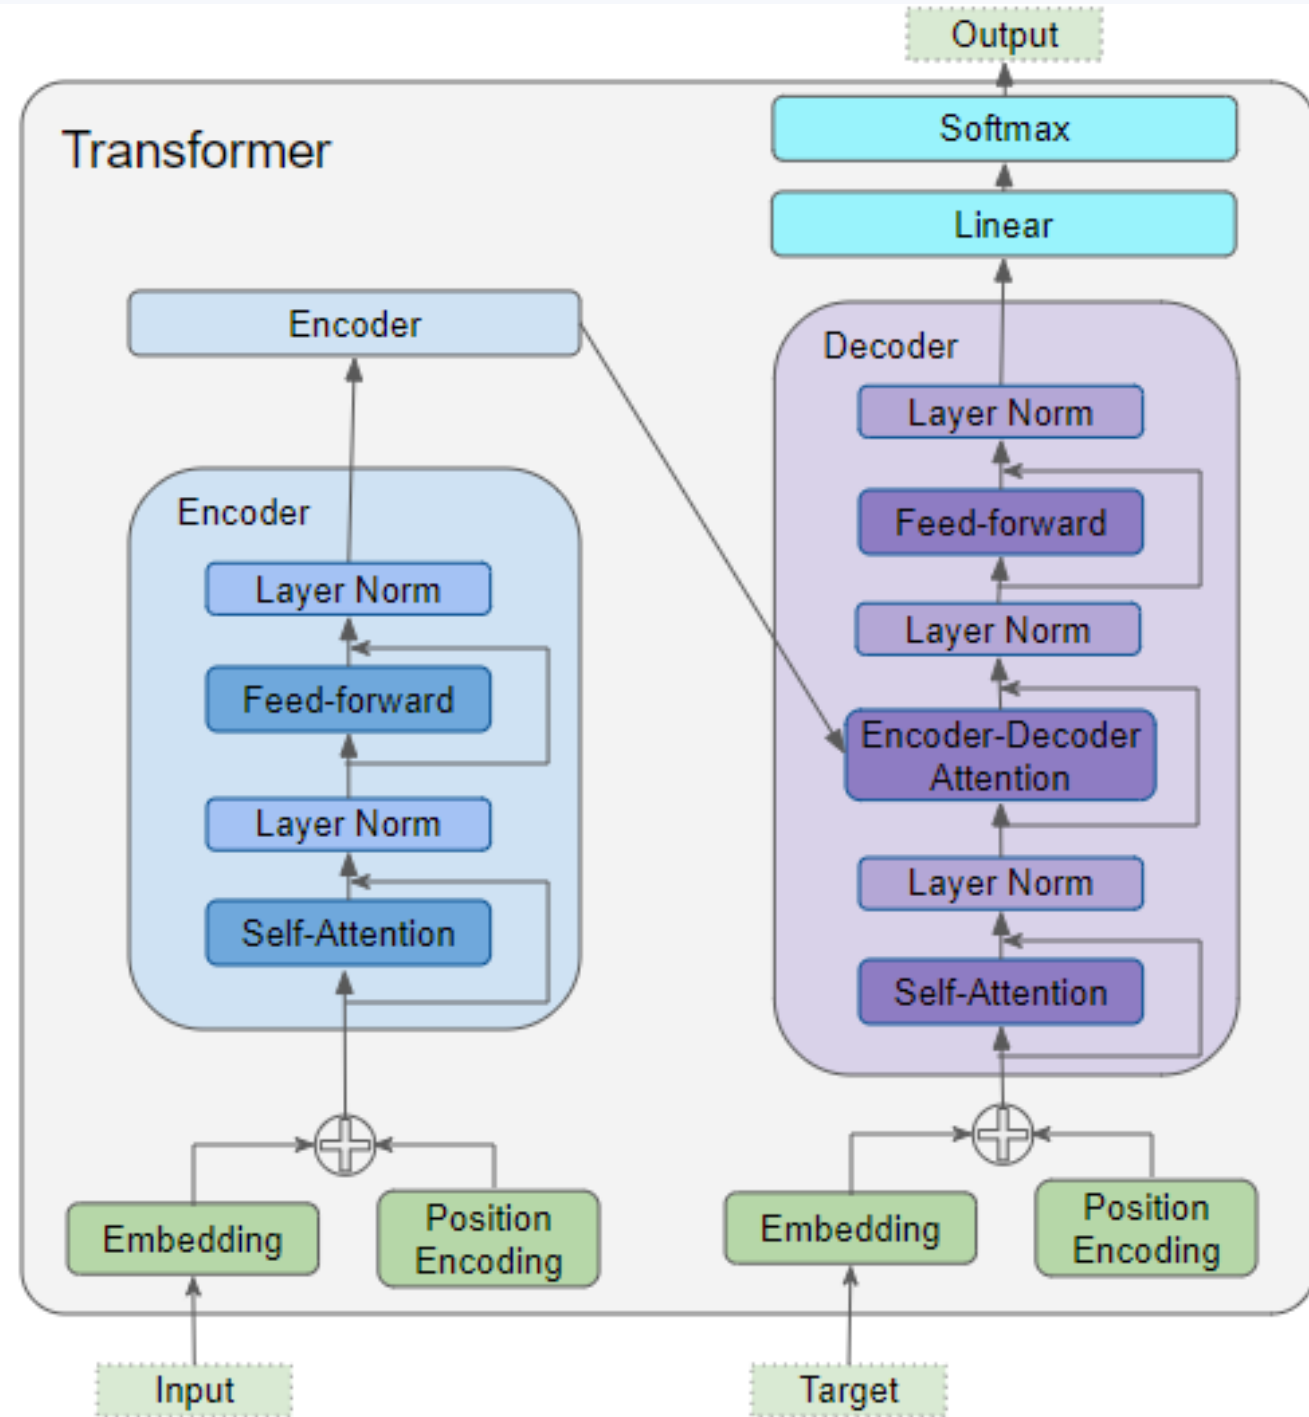 Output
Softmax
Transformer
Linear
Encoder
Decoder
Layer Norm
Encoder
Feed-forward
Layer Norm
Layer Norm
Feed-forward
Encoder-Decoder
Attention
Layer Norm
Layer Norm
Self-Attention
Self-Attention
Embedding
Position
Encoding
Embedding
Position
Encoding
Input
Target